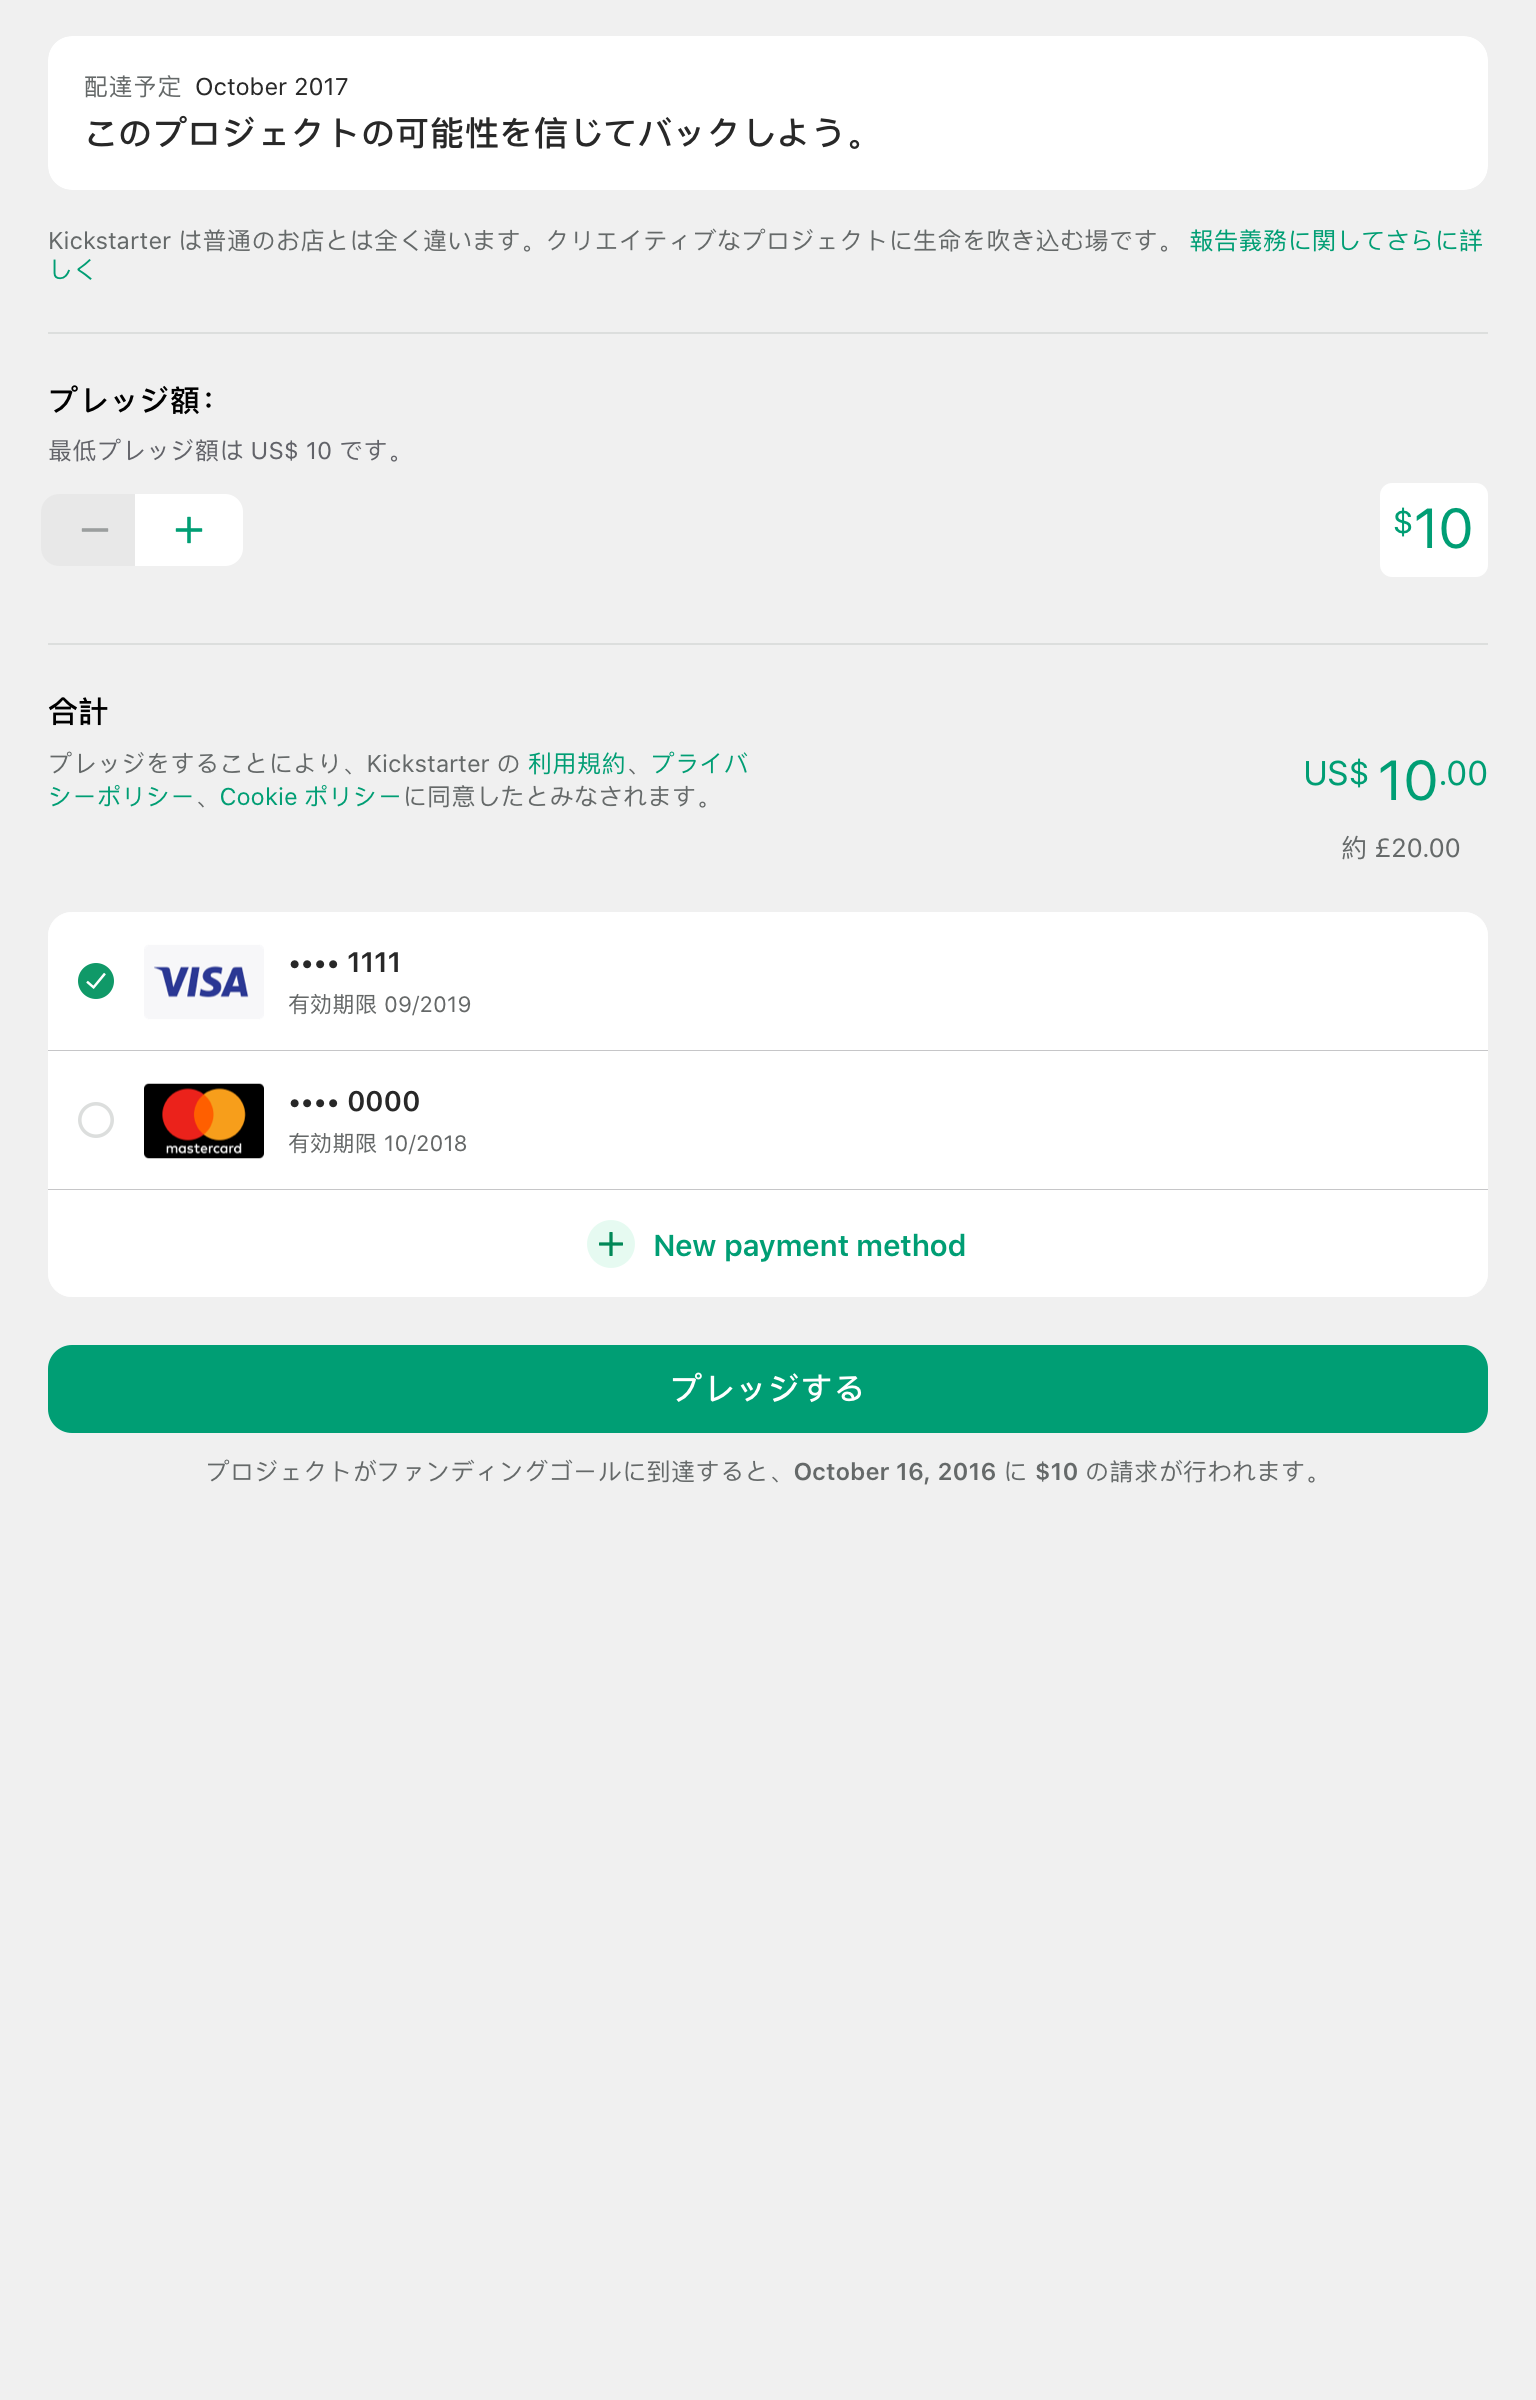 配達予定 October 2017
このプロジェクトの可能性を信じてバックしよう。
Kickstarter は普通のお店とは全く違います。クリエイティブなプロジェクトに生命を吹き込む場です。 報告義務に関してさらに詳
しく
プレッジ額：
最低プレッジ額は US$ 10 です。
− +
$10
合計
プレッジをすることにより、Kickstarter の 利用規約、プライバ
シーポリシー、Cookie ポリシーに同意したとみなされます。
US$ 10.00
約 £20.00
VISA
•••• 1111
有効期限 09/2019
mastercard
•••• 0000
有効期限 10/2018
+ New payment method
プレッジする
プロジェクトがファンディングゴールに到達すると、October 16, 2016 に $10 の請求が行われます。